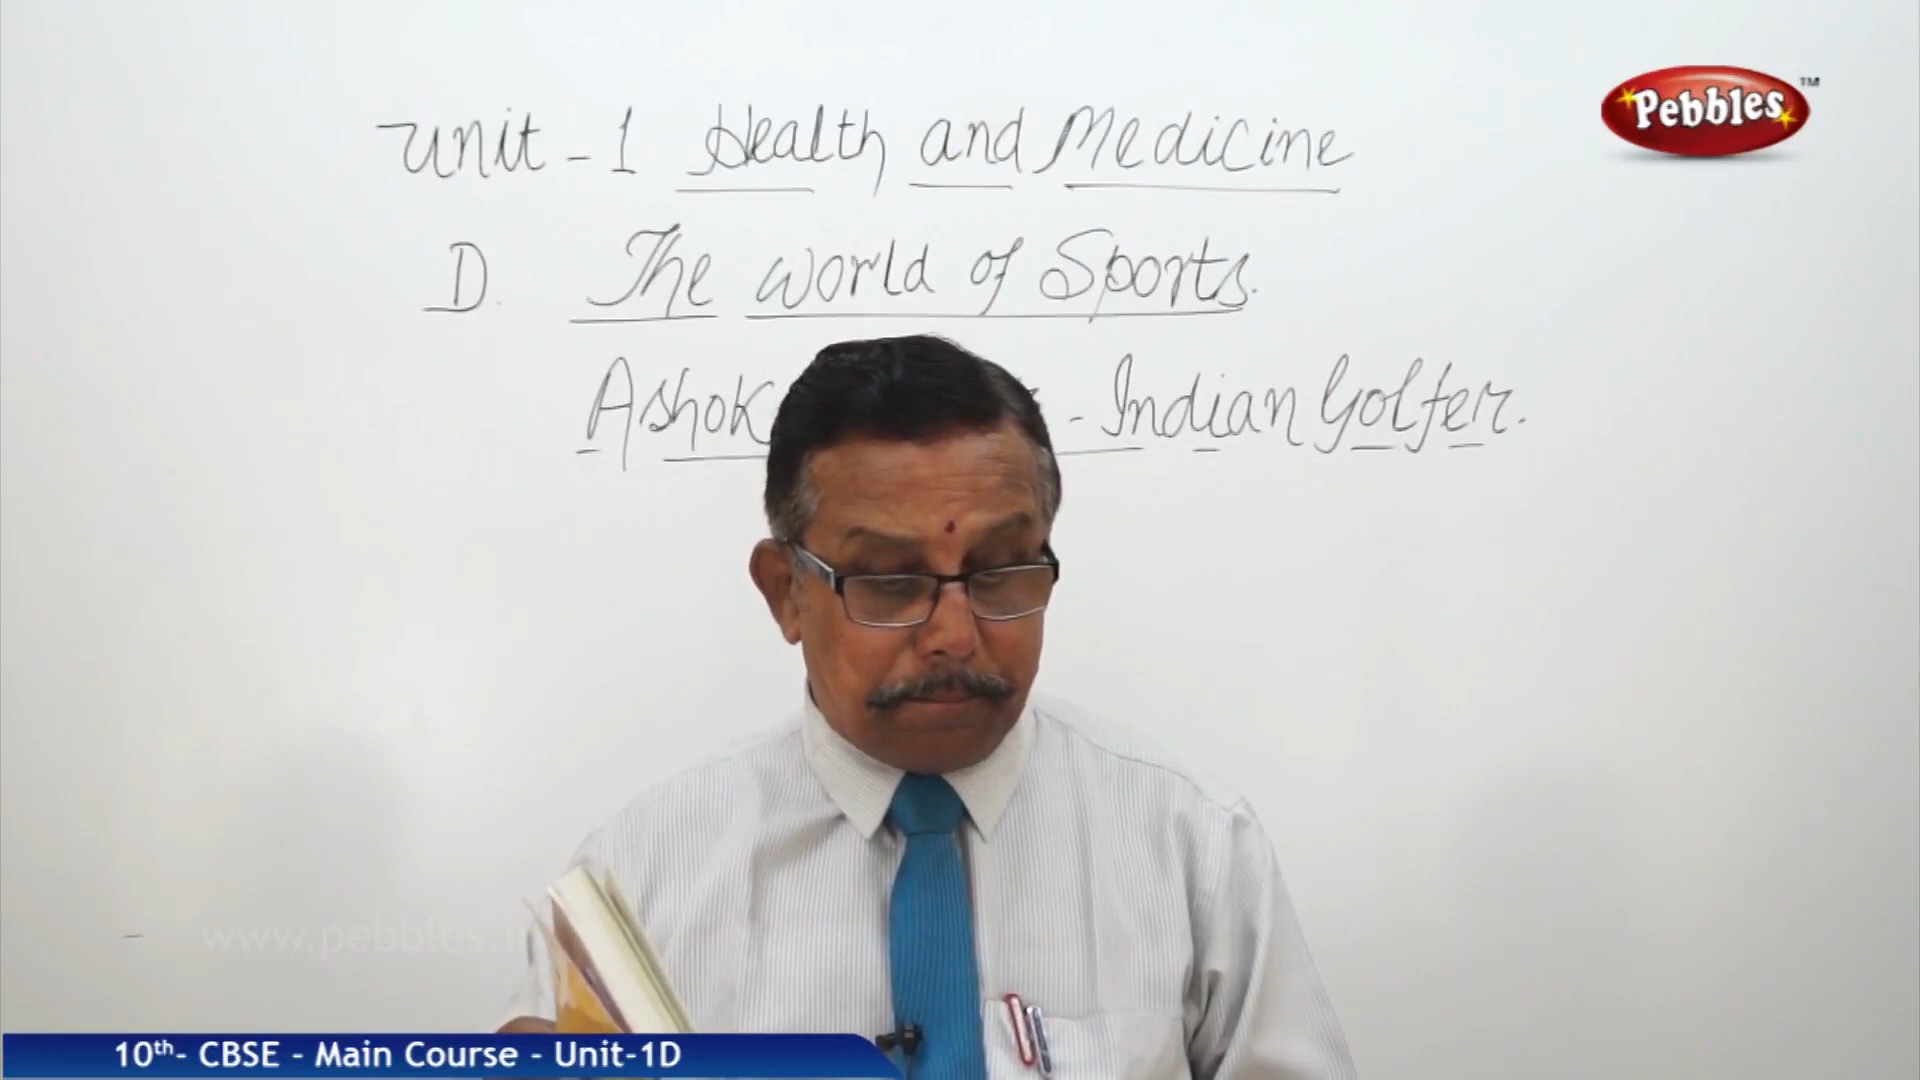 Unit - 1 Health and Medicine
D. The world of Sports.
Ashok - Indian Golfer.
Pebbles™
www.pebbles.i
10th- CBSE - Main Course - Unit-1D